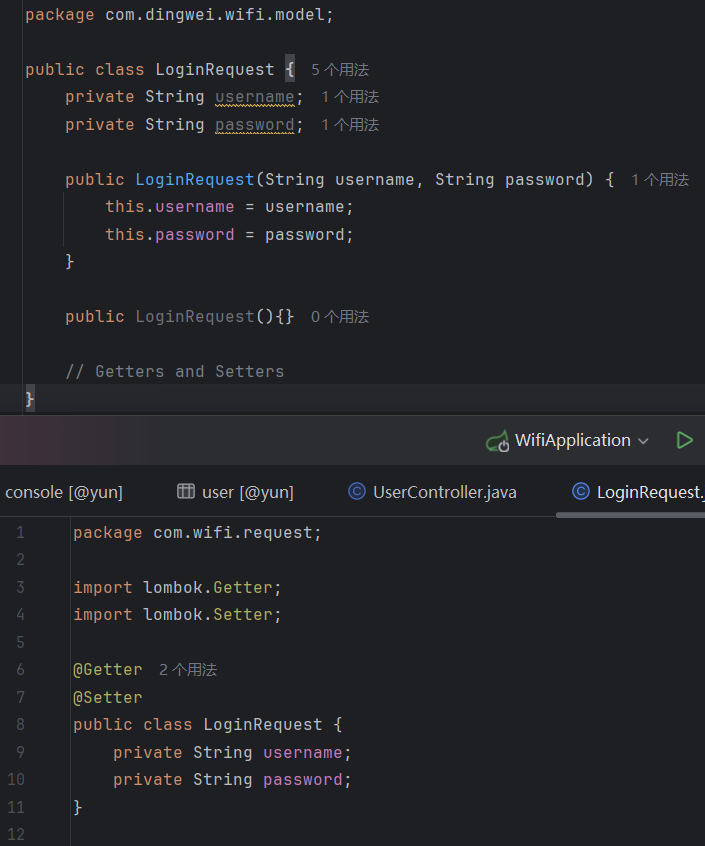 package com.dingwei.wifi.model;
public class LoginRequest { 5 个用法
private String username; 1 个用法
private String password; 1 个用法
public LoginRequest(String username, String password) { 1 个用法
this.username = username;
this.password = password;
}
public LoginRequest(){} 0 个用法
// Getters and Setters
}
WifiApplication
console [@yun] user [@yun] UserController.java LoginRequest.
1 package com.wifi.request;
2
3 import lombok.Getter;
4 import lombok.Setter;
5
6 @Getter 2 个用法
7 @Setter
8 public class LoginRequest {
9 private String username;
10 private String password;
11 }
12